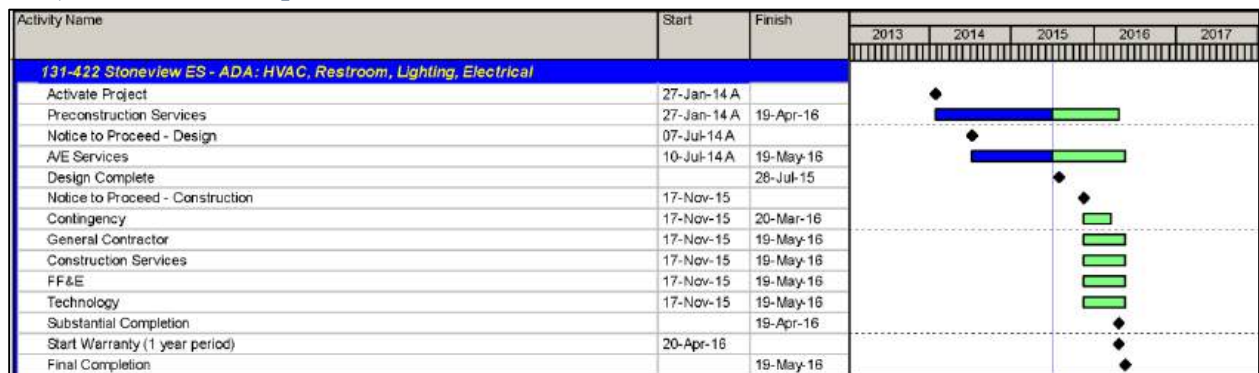 Activity Name Start Finish
2013 2014 2015 2016 2017
131-422 Stoneview ES - ADA: HVAC, Restroom, Lighting, Electrical
Activate Project 27-Jan-14 A
Preconstruction Services 27-Jan-14 A 19-Apr-16
Notice to Proceed - Design 07-Jul-14 A
A/E Services 10-Jul-14 A 19-May-16
Design Complete 28-Jul-15
Notice to Proceed - Construction 17-Nov-15
Contingency 17-Nov-15 20-Mar-16
General Contractor 17-Nov-15 19-May-16
Construction Services 17-Nov-15 19-May-16
FF&E 17-Nov-15 19-May-16
Technology 17-Nov-15 19-May-16
Substantial Completion 19-Apr-16
Start Warranty (1 year period) 20-Apr-16
Final Completion 19-May-16